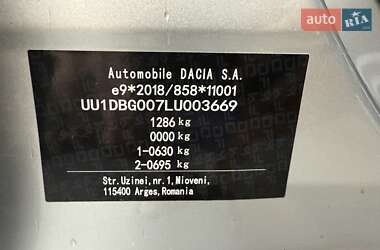 auto RIA
Automobile DACIA S.A.
e9*2018/858*11001
UU1DBG007LU003669
1286 kg
0000 kg
1-0630 kg
2-0695 kg
Str. Uzinei, nr. 1, Mioveni,
115400 Arges, Romania